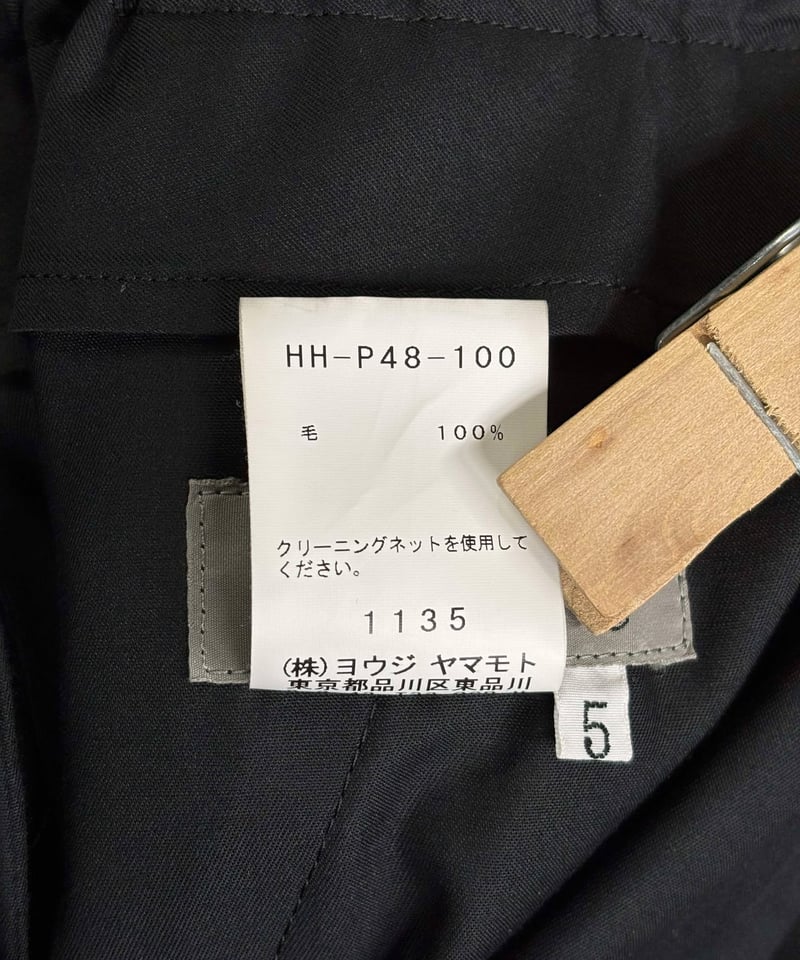 HH-P48-100
毛 100%
クリーニングネットを使用して
ください。
1135
(株)ヨウジ ヤマモト
東京都品川区東品川
5